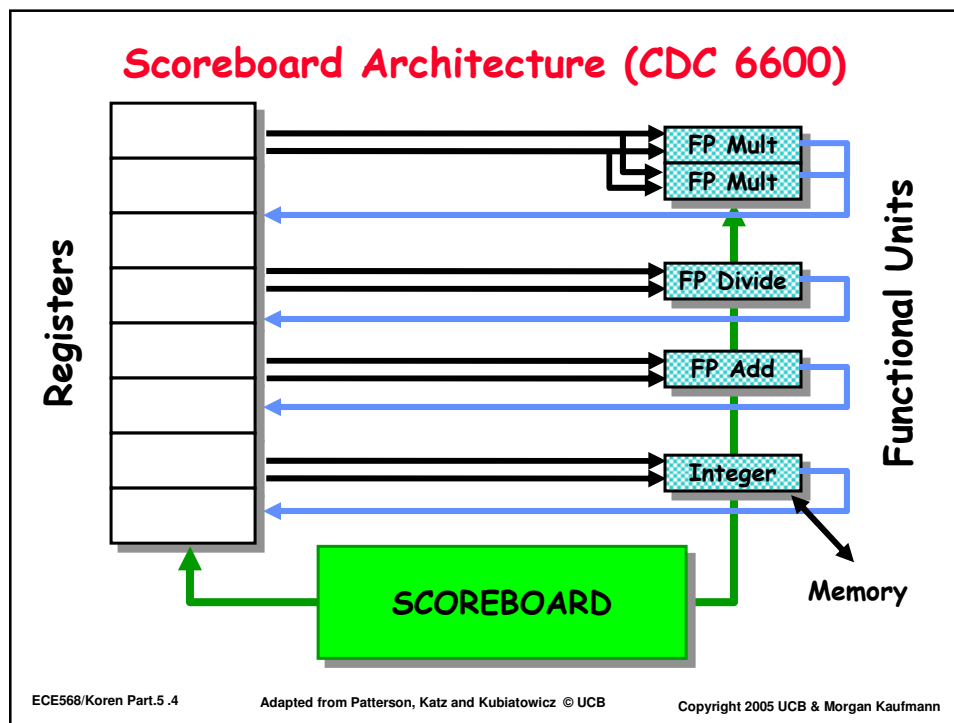 Scoreboard Architecture (CDC 6600)
Registers
FP Mult
FP Mult
FP Divide
FP Add
Integer
Functional Units
Memory
SCOREBOARD
ECE568/Koren Part.5 .4
Adapted from Patterson, Katz and Kubiatowicz © UCB
Copyright 2005 UCB & Morgan Kaufmann